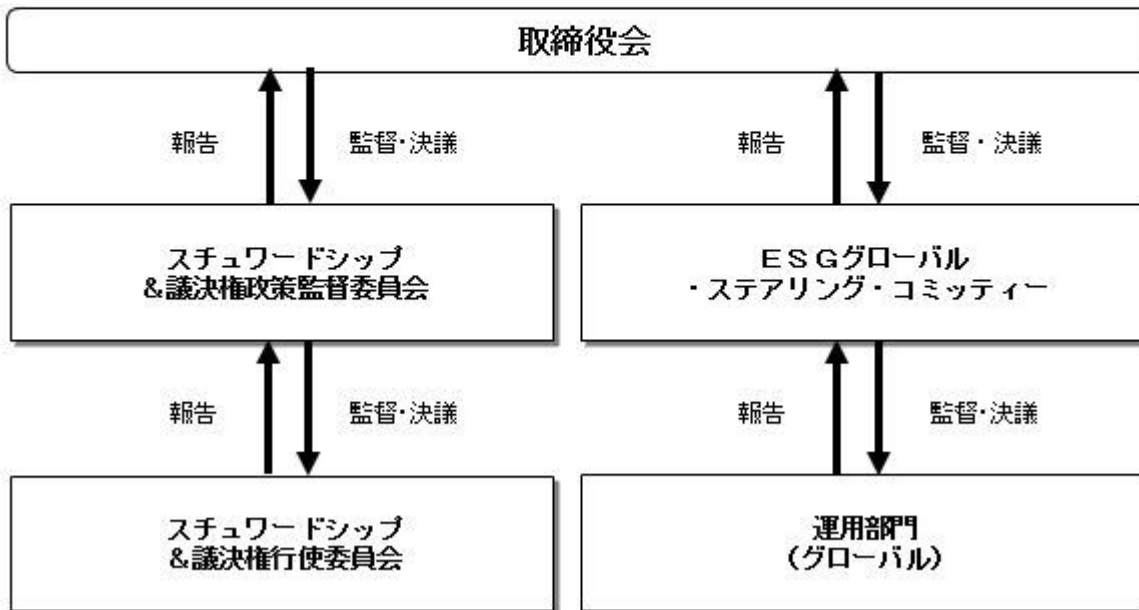 取締役会
報告
監督・決議
報告
監督・決議
スチュワードシップ
＆議決権政策監督委員会
ＥＳＧグローバル
・ステアリング・コミッティー
報告
監督・決議
報告
監督・決議
スチュワードシップ
＆議決権行使委員会
運用部門
（グローバル）